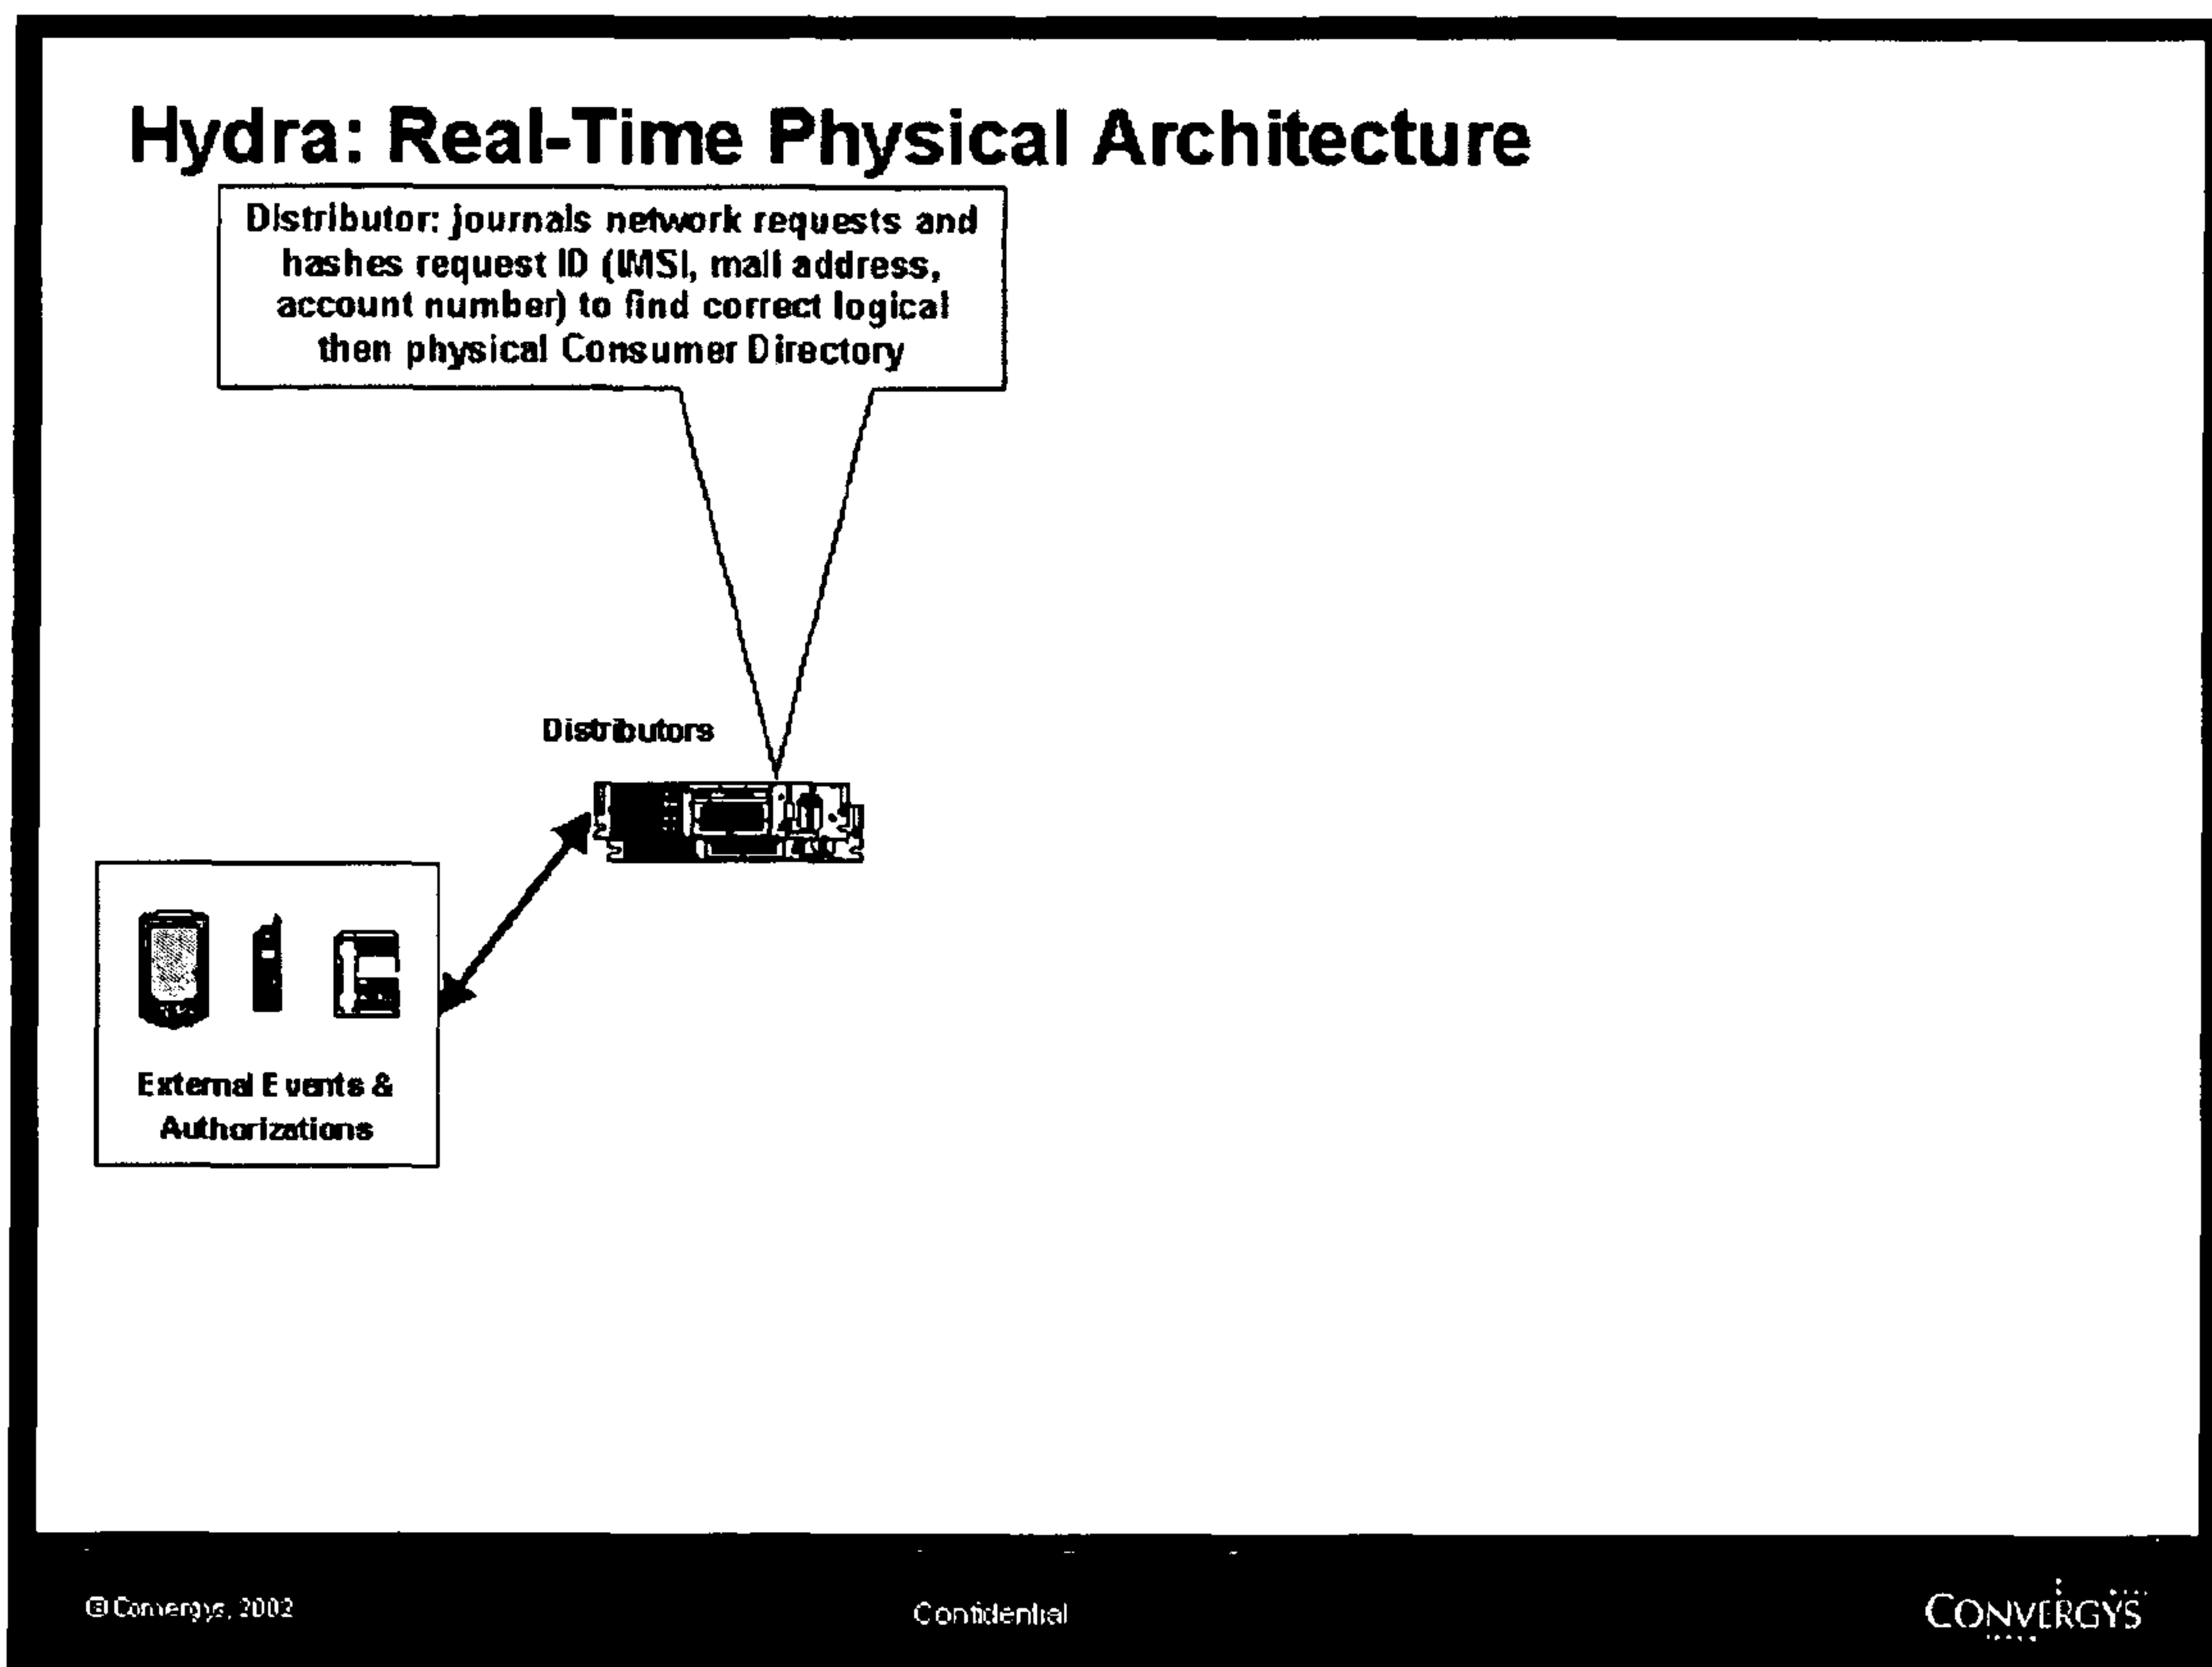 Hydra: Real-Time Physical Architecture
Distributor: journals network requests and
hashes request ID (IMSI, mail address,
account number) to find correct logical
then physical Consumer Directory
Distributors
External Events &
Authorizations
© Convergys, 2002
Confidential
CONVERGYS